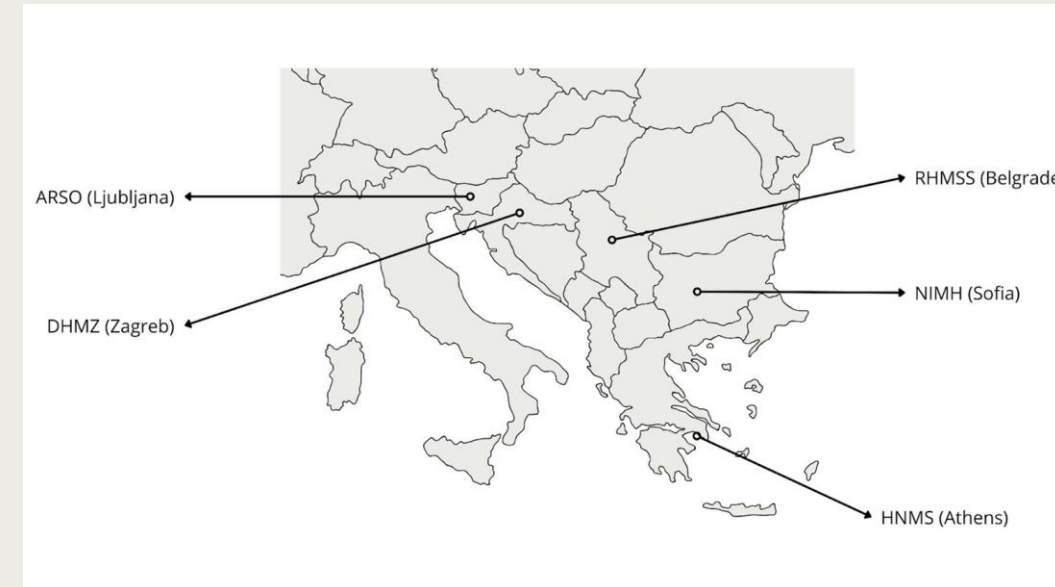 ARSO (Ljubljana)
RHMSS (Belgrade
NIMH (Sofia)
DHMZ (Zagreb)
HNMS (Athens)